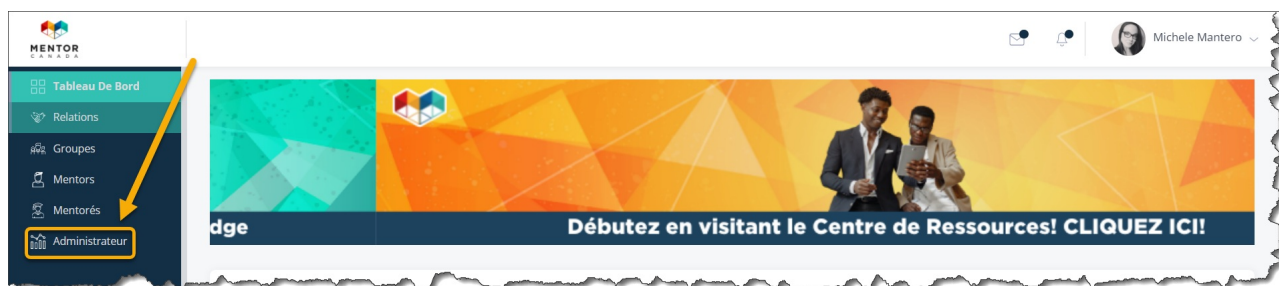 MENTOR
CANADA
Michele Mantero
Tableau De Bord
Relations
Groupes
Mentors
Mentorés
Administrateur
dge
Débutez en visitant le Centre de Ressources! CLIQUEZ ICI!